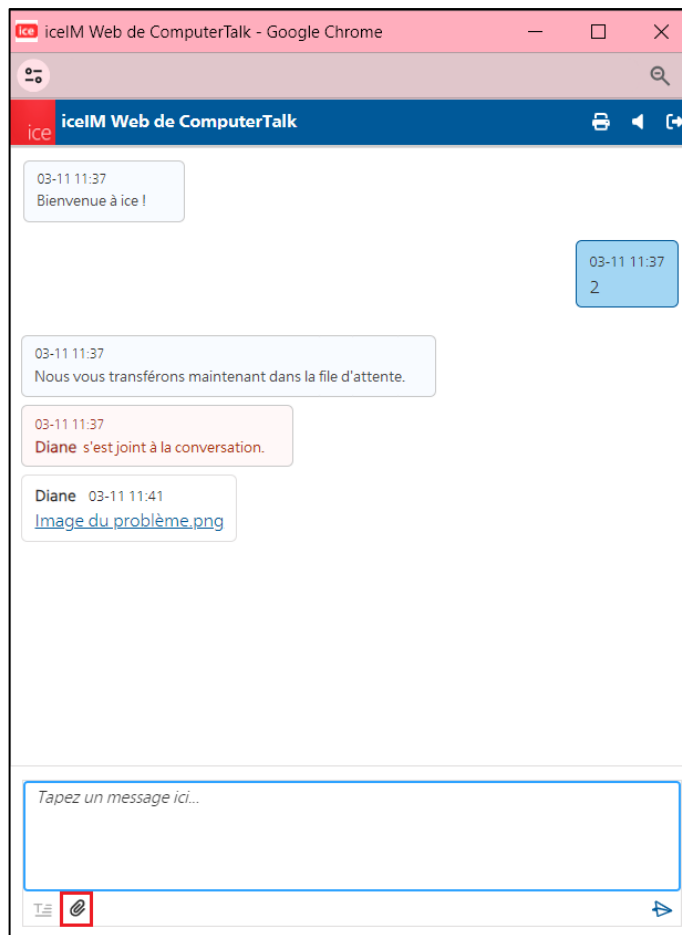 ice iceIM Web de ComputerTalk - Google Chrome
ice iceIM Web de ComputerTalk
03-11 11:37
Bienvenue à ice !
03-11 11:37
2
03-11 11:37
Nous vous transférons maintenant dans la file d'attente.
03-11 11:37
Diane s'est joint à la conversation.
Diane 03-11 11:41
Image du problème.png
Tapez un message ici...